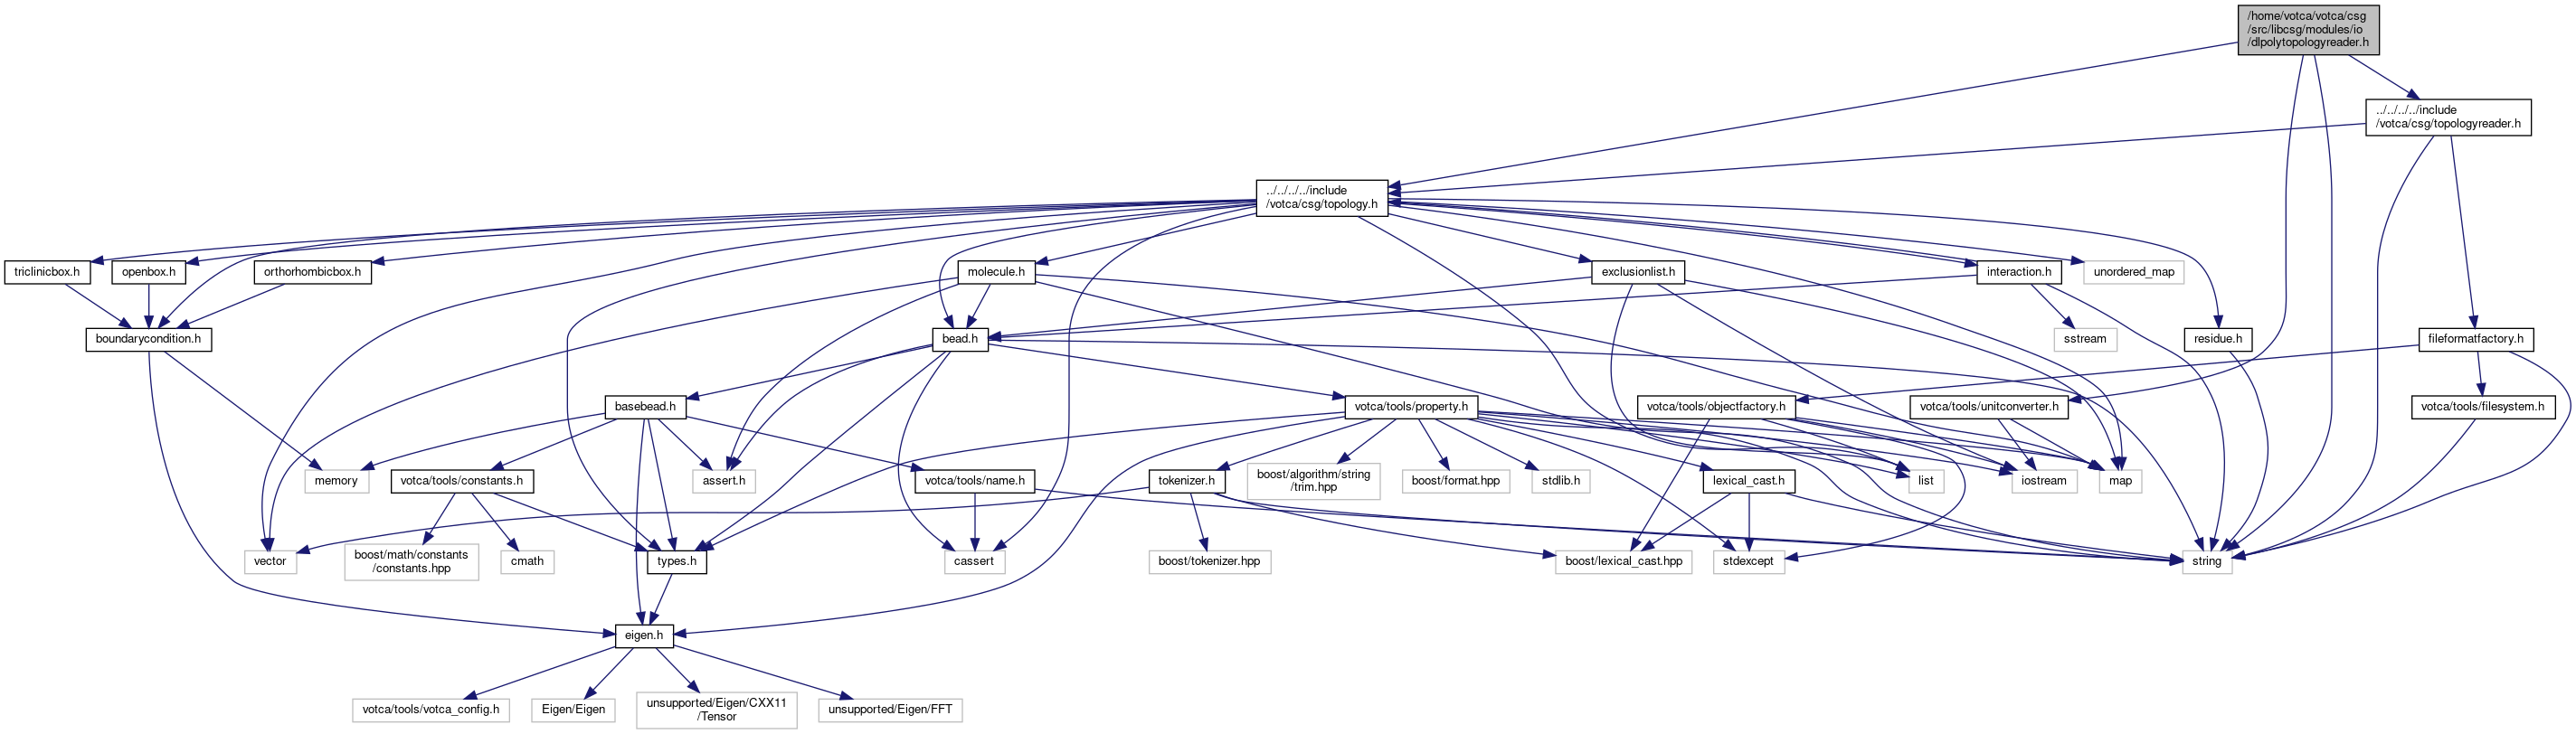 /home/votca/votca/csg
/src/libcsg/modules/io
/dlpolytopologyreader.h
../../../../include
/votca/csg/topologyreader.h
../../../../include
/votca/csg/topology.h
triclinicbox.h
openbox.h
orthorhombicbox.h
molecule.h
exclusionlist.h
interaction.h
unordered_map
boundarycondition.h
bead.h
sstream
residue.h
fileformatfactory.h
basebead.h
votca/tools/property.h
votca/tools/objectfactory.h
votca/tools/unitconverter.h
votca/tools/filesystem.h
memory
votca/tools/constants.h
assert.h
votca/tools/name.h
tokenizer.h
boost/algorithm/string
/trim.hpp
boost/format.hpp
stdlib.h
lexical_cast.h
list
iostream
map
vector
boost/math/constants
/constants.hpp
cmath
types.h
cassert
boost/tokenizer.hpp
boost/lexical_cast.hpp
stdexcept
string
eigen.h
votca/tools/votca_config.h
Eigen/Eigen
unsupported/Eigen/CXX11
/Tensor
unsupported/Eigen/FFT